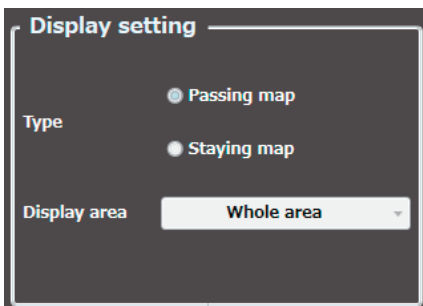 Display setting
Passing map
Type
Staying map
Display area
Whole area